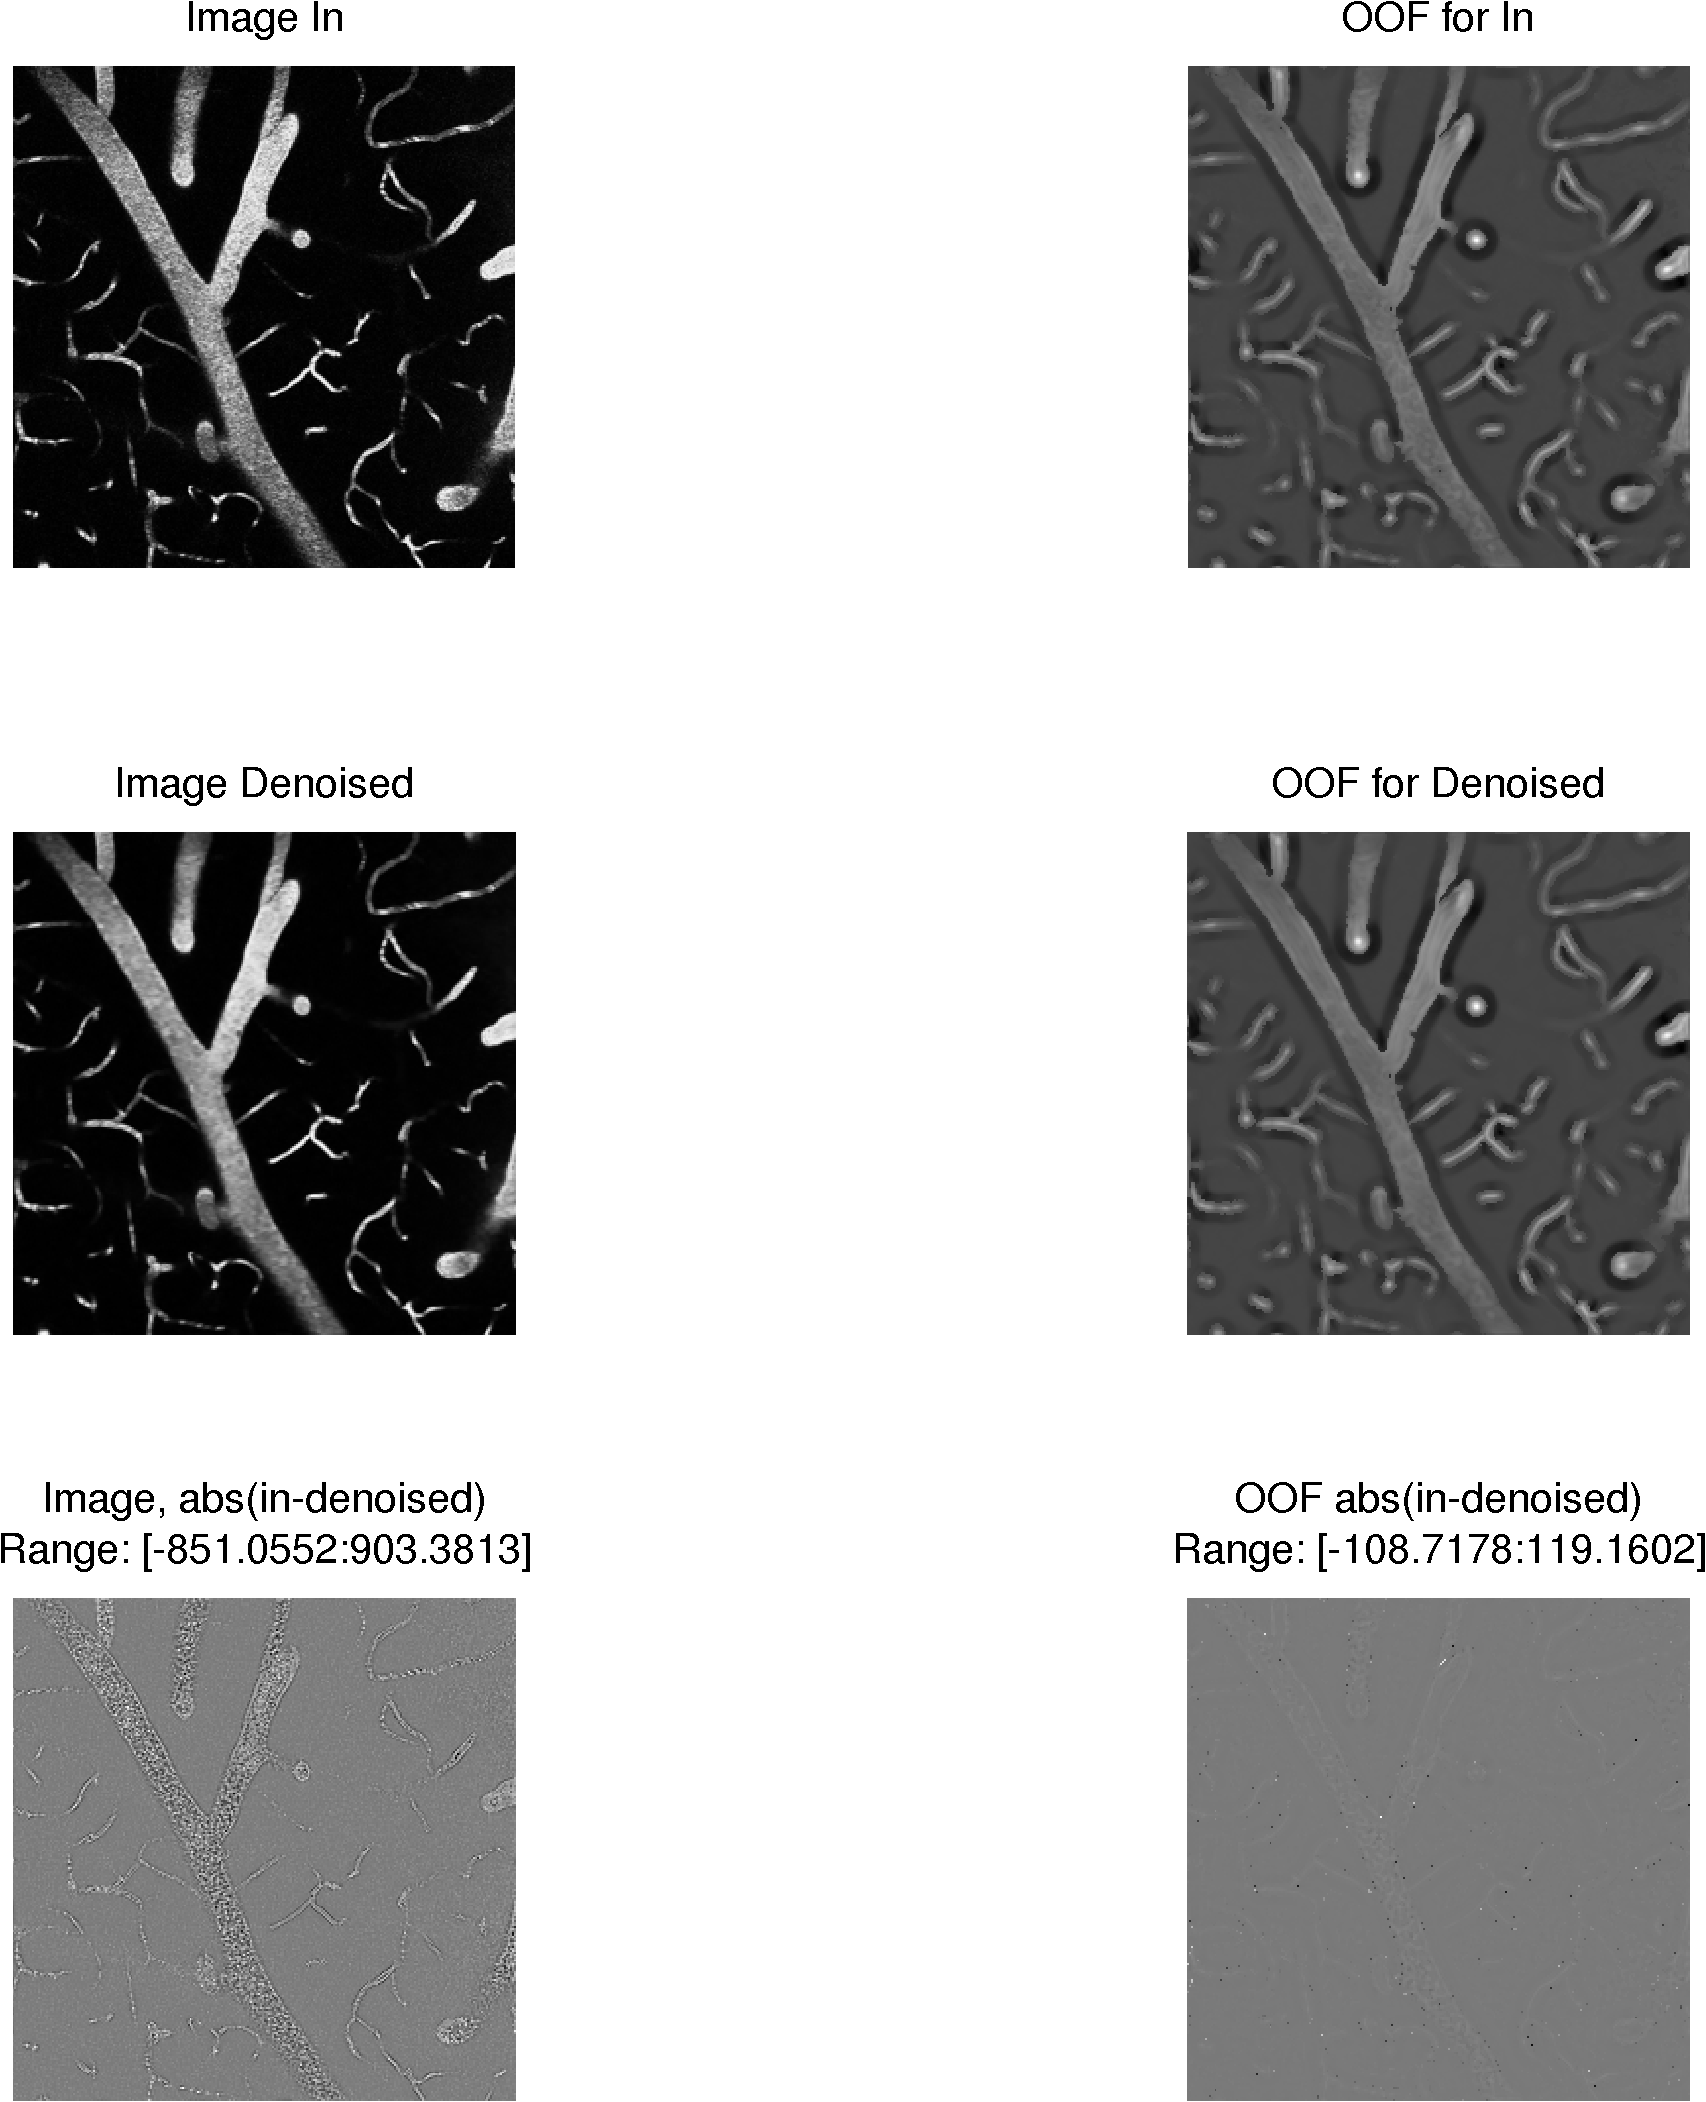 Image In
OOF for In
Image Denoised
OOF for Denoised
Image, abs(in-denoised)
Range: [-851.0552:903.3813]
OOF abs(in-denoised)
Range: [-108.7178:119.1602]